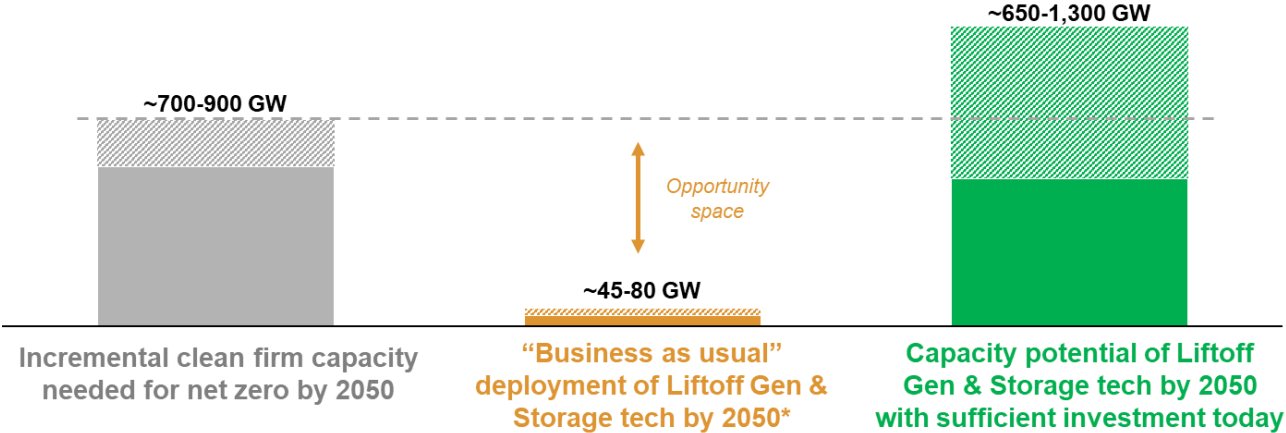 ~650-1,300 GW
~700-900 GW
Opportunity
space
~45-80 GW
Incremental clean firm capacity
needed for net zero by 2050
“Business as usual”
deployment of Liftoff Gen &
Storage tech by 2050*
Capacity potential of Liftoff
Gen & Storage tech by 2050
with sufficient investment today